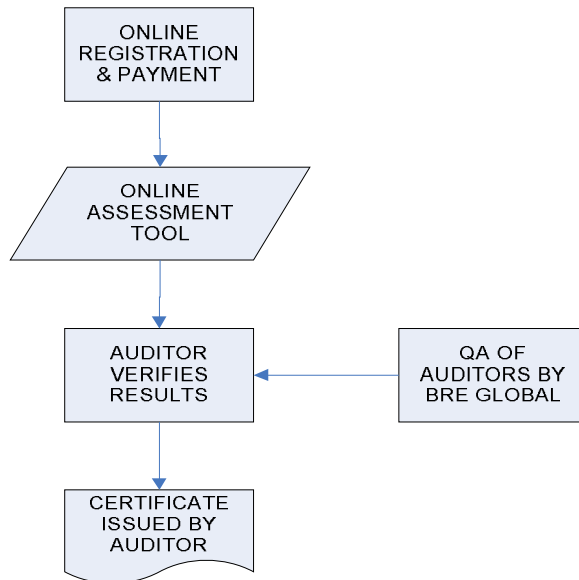 ONLINE
REGISTRATION
& PAYMENT
ONLINE
ASSESSMENT
TOOL
AUDITOR
VERIFIES
RESULTS
QA OF
AUDITORS BY
BRE GLOBAL
CERTIFICATE
ISSUED BY
AUDITOR